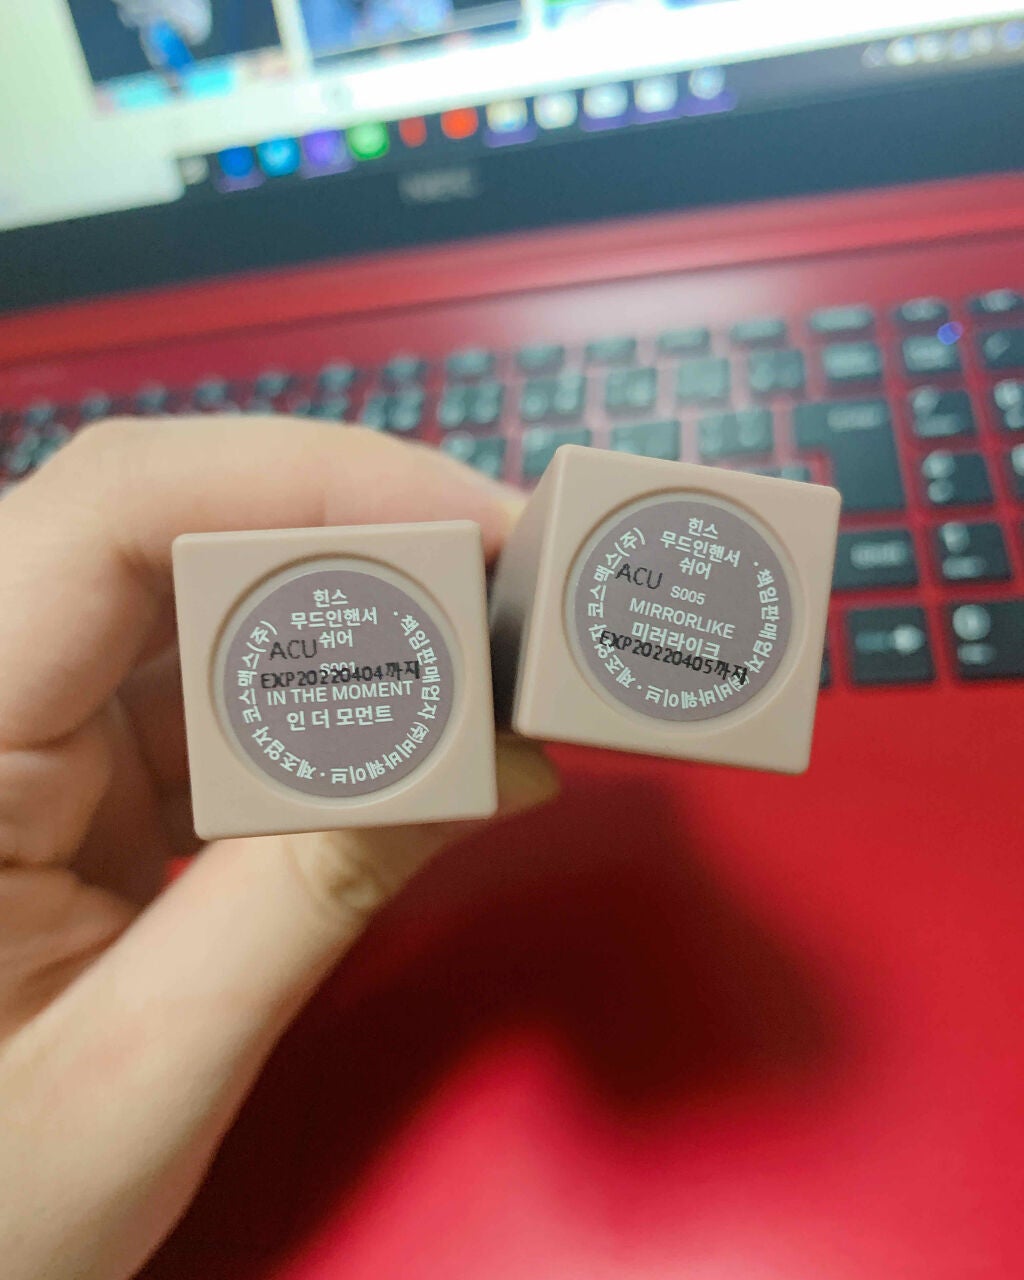 힌스
무드인핸서
쉬어
ACU
S001
EXP20220404까지
IN THE MOMENT
인 더 모먼트
제조업자 코스맥스(주) · 책임판매업자 ㈜비바웨이브 ·
힌스
무드인핸서
쉬어
ACU
S005
MIRRORLIKE
미러라이크
EXP20220405까지
제조업자 코스맥스(주) · 책임판매업자 ㈜비바웨이브 ·